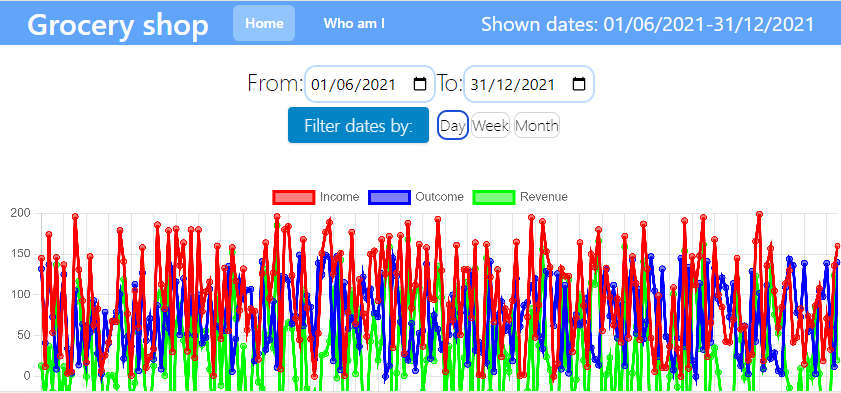 Grocery shop Home Who am I Shown dates: 01/06/2021-31/12/2021
From: 01/06/2021 To: 31/12/2021
Filter dates by: Day Week Month
Income Outcome Revenue
200
150
100
50
0